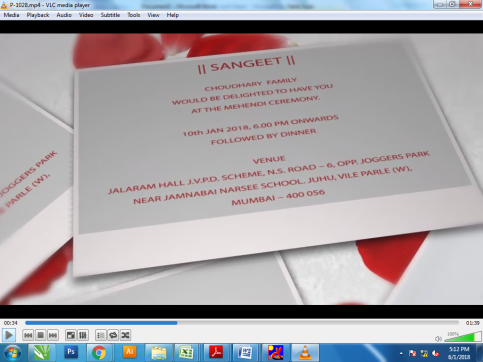 P-1028.mp4 - VLC media player
Media Playback Audio Video Subtitle Tools View Help
|| SANGEET ||
CHOUDHARY FAMILY
WOULD BE DELIGHTED TO HAVE YOU
AT THE MEHENDI CEREMONY.
10th JAN 2018, 6.00 PM ONWARDS
FOLLOWED BY DINNER
VENUE
JALARAM HALL J.V.P.D. SCHEME, N.S. ROAD – 6, OPP. JOGGERS PARK
NEAR JAMNABAI NARSEE SCHOOL. JUHU, VILE PARLE (W),
MUMBAI – 400 056
JOGGERS PARK
PARLE (W),
00:34
01:39
100%
Ps
Ai
5:12 PM
6/1/2018